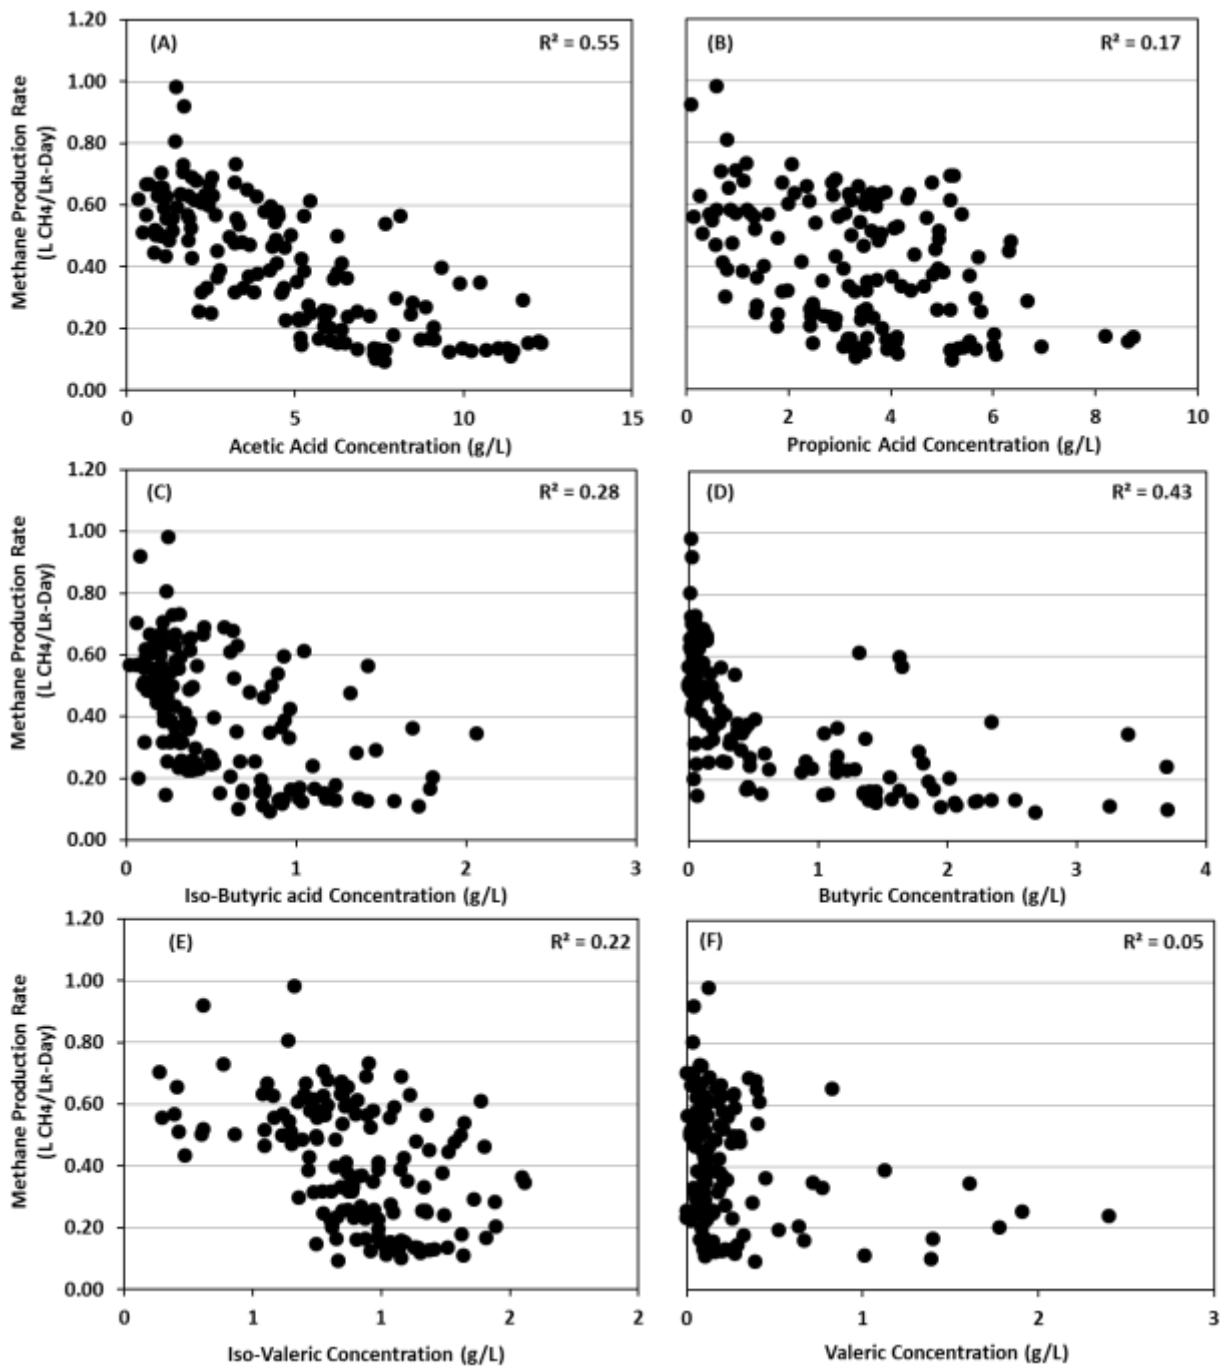 (A)
R² = 0.55
1.20
1.00
0.80
0.60
0.40
0.20
0.00
Methane Production Rate
(L CH4/LR-Day)
0 5 10 15
Acetic Acid Concentration (g/L)
(B)
R² = 0.17
0 2 4 6 8 10
Propionic Acid Concentration (g/L)
(C)
R² = 0.28
1.20
1.00
0.80
0.60
0.40
0.20
0.00
Methane Production Rate
(L CH4/LR-Day)
0 1 2 3
Iso-Butyric acid Concentration (g/L)
(D)
R² = 0.43
0 1 2 3 4
Butyric Concentration (g/L)
(E)
R² = 0.22
1.20
1.00
0.80
0.60
0.40
0.20
0.00
Methane Production Rate
(L CH4/LR-Day)
0 1 1 2 2
Iso-Valeric Concentration (g/L)
(F)
R² = 0.05
0 1 2 3
Valeric Concentration (g/L)